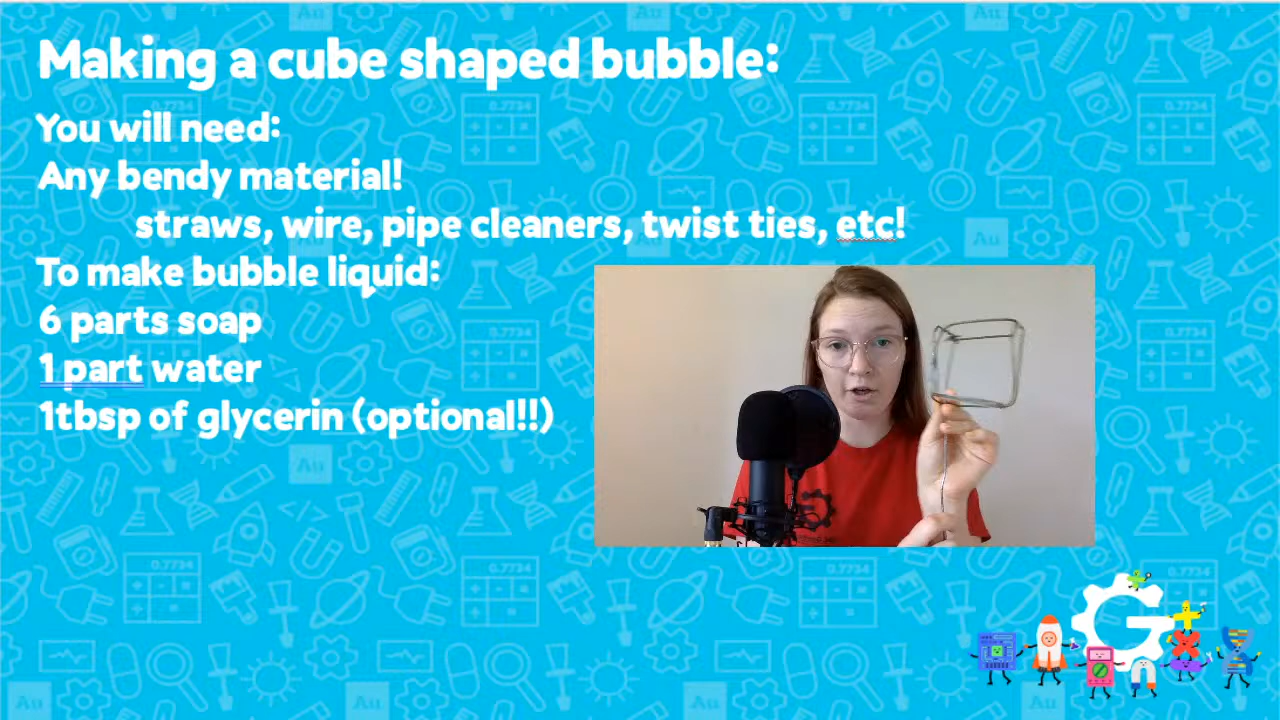 Making a cube shaped bubble:
You will need:
Any bendy material!
straws, wire, pipe cleaners, twist ties, etc!
To make bubble liquid:
6 parts soap
1 part water
1tbsp of glycerin (optional!!)